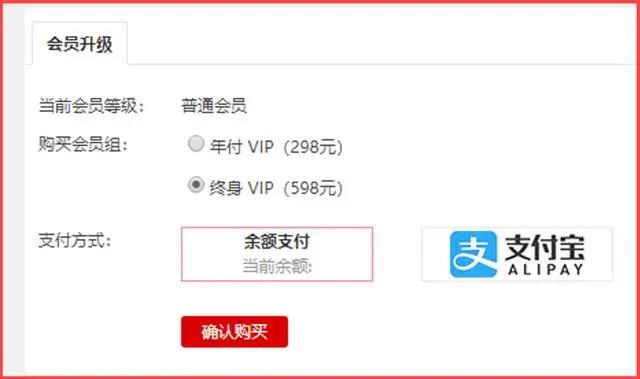 会员升级
当前会员等级: 普通会员
购买会员组: 年付 VIP（298元）
终身 VIP（598元）
支付方式: 余额支付
当前余额:
支付宝
ALIPAY
确认购买